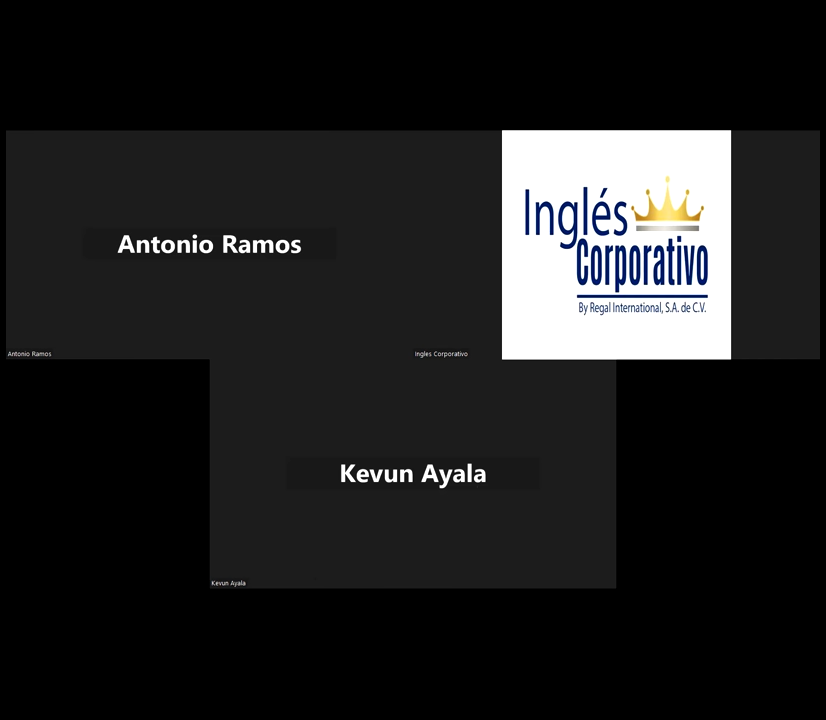 Antonio Ramos
Antonio Ramos
Inglés
Corporativo
By Regal International, S.A. de C.V.
Ingles Corporativo
Kevun Ayala
Kevun Ayala